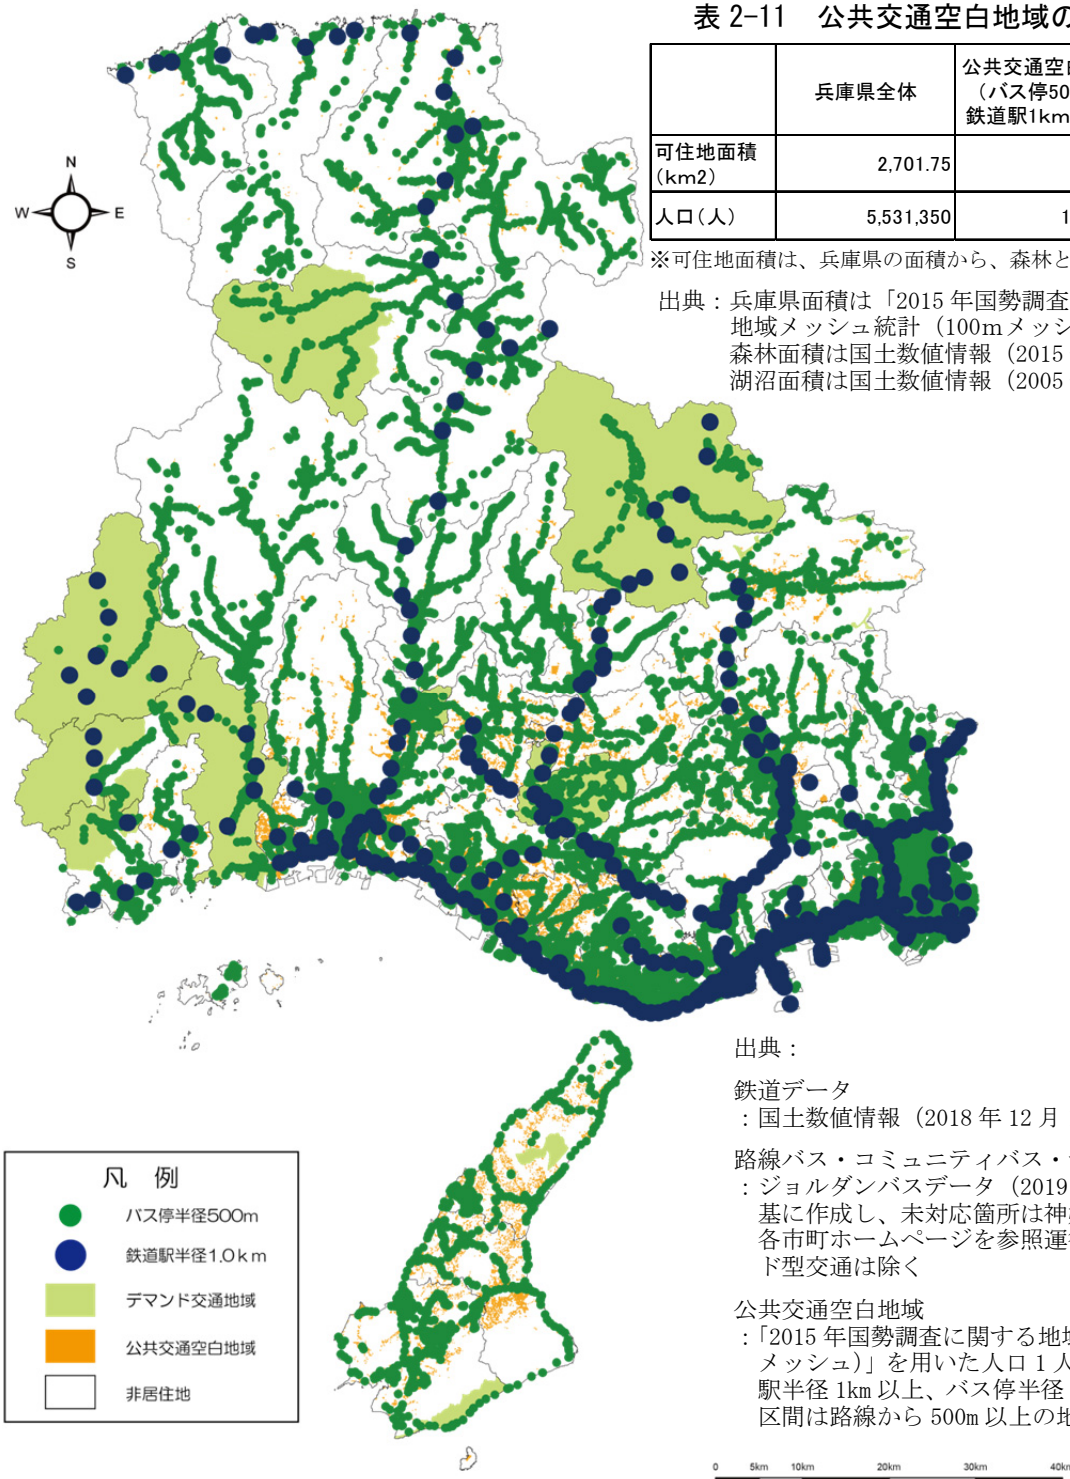 表 2-11　公共交通空白地域の
兵庫県全体
公共交通空白
（バス停50
鉄道駅1km
可住地面積
（km2）
2,701.75
人口（人）
5,531,350
1
※可住地面積は、兵庫県の面積から、森林と
出典：兵庫県面積は「2015 年国勢調査
地域メッシュ統計（100mメッシ
森林面積は国土数値情報（2015
湖沼面積は国土数値情報（2005
N
W
E
S
出典：
鉄道データ
：国土数値情報（2018 年 12 月
路線バス・コミュニティバス・
：ジョルダンバスデータ（2019
基に作成し、未対応箇所は神
各市町ホームページを参照運
ド型交通は除く
公共交通空白地域
：「2015 年国勢調査に関する地域
メッシュ）」を用いた人口 1 人
駅半径 1km 以上、バス停半径
区間は路線から 500m 以上の地
凡　例
バス停半径500m
鉄道駅半径1.0km
デマンド交通地域
公共交通空白地域
非居住地
0
5km
10km
20km
30km
40km